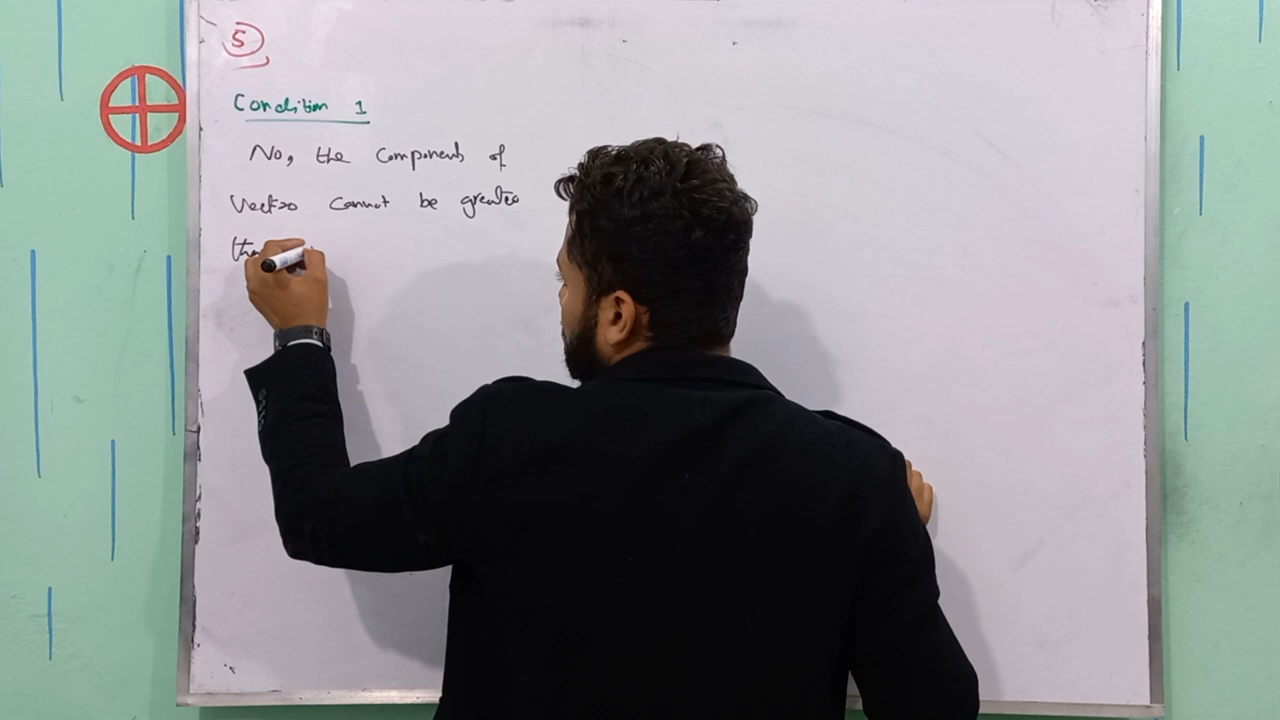 5
Condition 1
No, the components of
vector cannot be greater